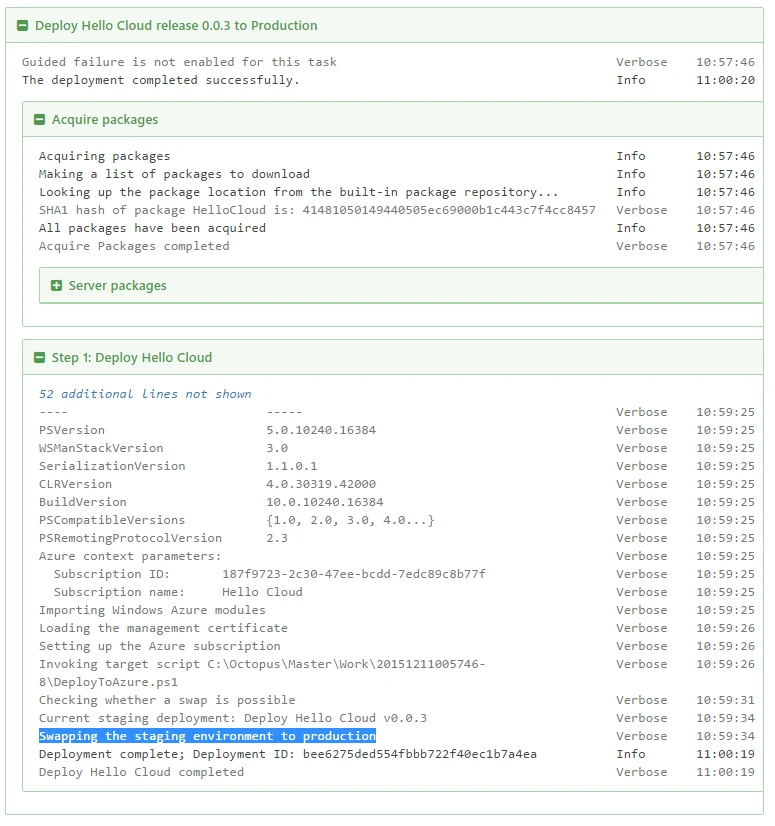 Deploy Hello Cloud release 0.0.3 to Production
Guided failure is not enabled for this task Verbose 10:57:46
The deployment completed successfully. Info 11:00:20
Acquire packages
Acquiring packages Info 10:57:46
Making a list of packages to download Info 10:57:46
Looking up the package location from the built-in package repository... Info 10:57:46
SHA1 hash of package HelloCloud is: 41481050149440505ec69000b1c443c7f4cc8457 Verbose 10:57:46
All packages have been acquired Info 10:57:46
Acquire Packages completed Verbose 10:57:46
Server packages
Step 1: Deploy Hello Cloud
52 additional lines not shown
---- ----- Verbose 10:59:25
PSVersion 5.0.10240.16384 Verbose 10:59:25
WSManStackVersion 3.0 Verbose 10:59:25
SerializationVersion 1.1.0.1 Verbose 10:59:25
CLRVersion 4.0.30319.42000 Verbose 10:59:25
BuildVersion 10.0.10240.16384 Verbose 10:59:25
PSCompatibleVersions {1.0, 2.0, 3.0, 4.0...} Verbose 10:59:25
PSRemotingProtocolVersion 2.3 Verbose 10:59:25
Azure context parameters: Verbose 10:59:25
Subscription ID: 187f9723-2c30-47ee-bcdd-7edc89c8b77f Verbose 10:59:25
Subscription name: Hello Cloud Verbose 10:59:25
Importing Windows Azure modules Verbose 10:59:25
Loading the management certificate Verbose 10:59:26
Setting up the Azure subscription Verbose 10:59:26
Invoking target script C:\Octopus\Master\Work\20151211005746- Verbose 10:59:26
8\DeployToAzure.ps1
Checking whether a swap is possible Verbose 10:59:31
Current staging deployment: Deploy Hello Cloud v0.0.3 Verbose 10:59:34
Swapping the staging environment to production Verbose 10:59:34
Deployment complete; Deployment ID: bee6275ded554fbbb722f40ec1b7a4ea Info 11:00:19
Deploy Hello Cloud completed Verbose 11:00:19